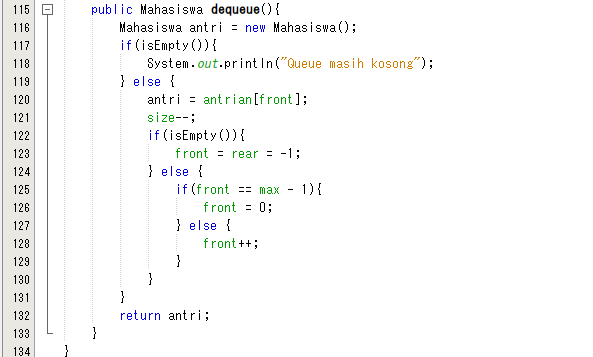 115 public Mahasiswa dequeue(){
116 Mahasiswa antri = new Mahasiswa();
117 if(isEmpty()){
118 System.out.println("Queue masih kosong");
119 } else {
120 antri = antrian[front];
121 size--;
122 if(isEmpty()){
123 front = rear = -1;
124 } else {
125 if(front == max - 1){
126 front = 0;
127 } else {
128 front++;
129 }
130 }
131 }
132 return antri;
133 }
134 }